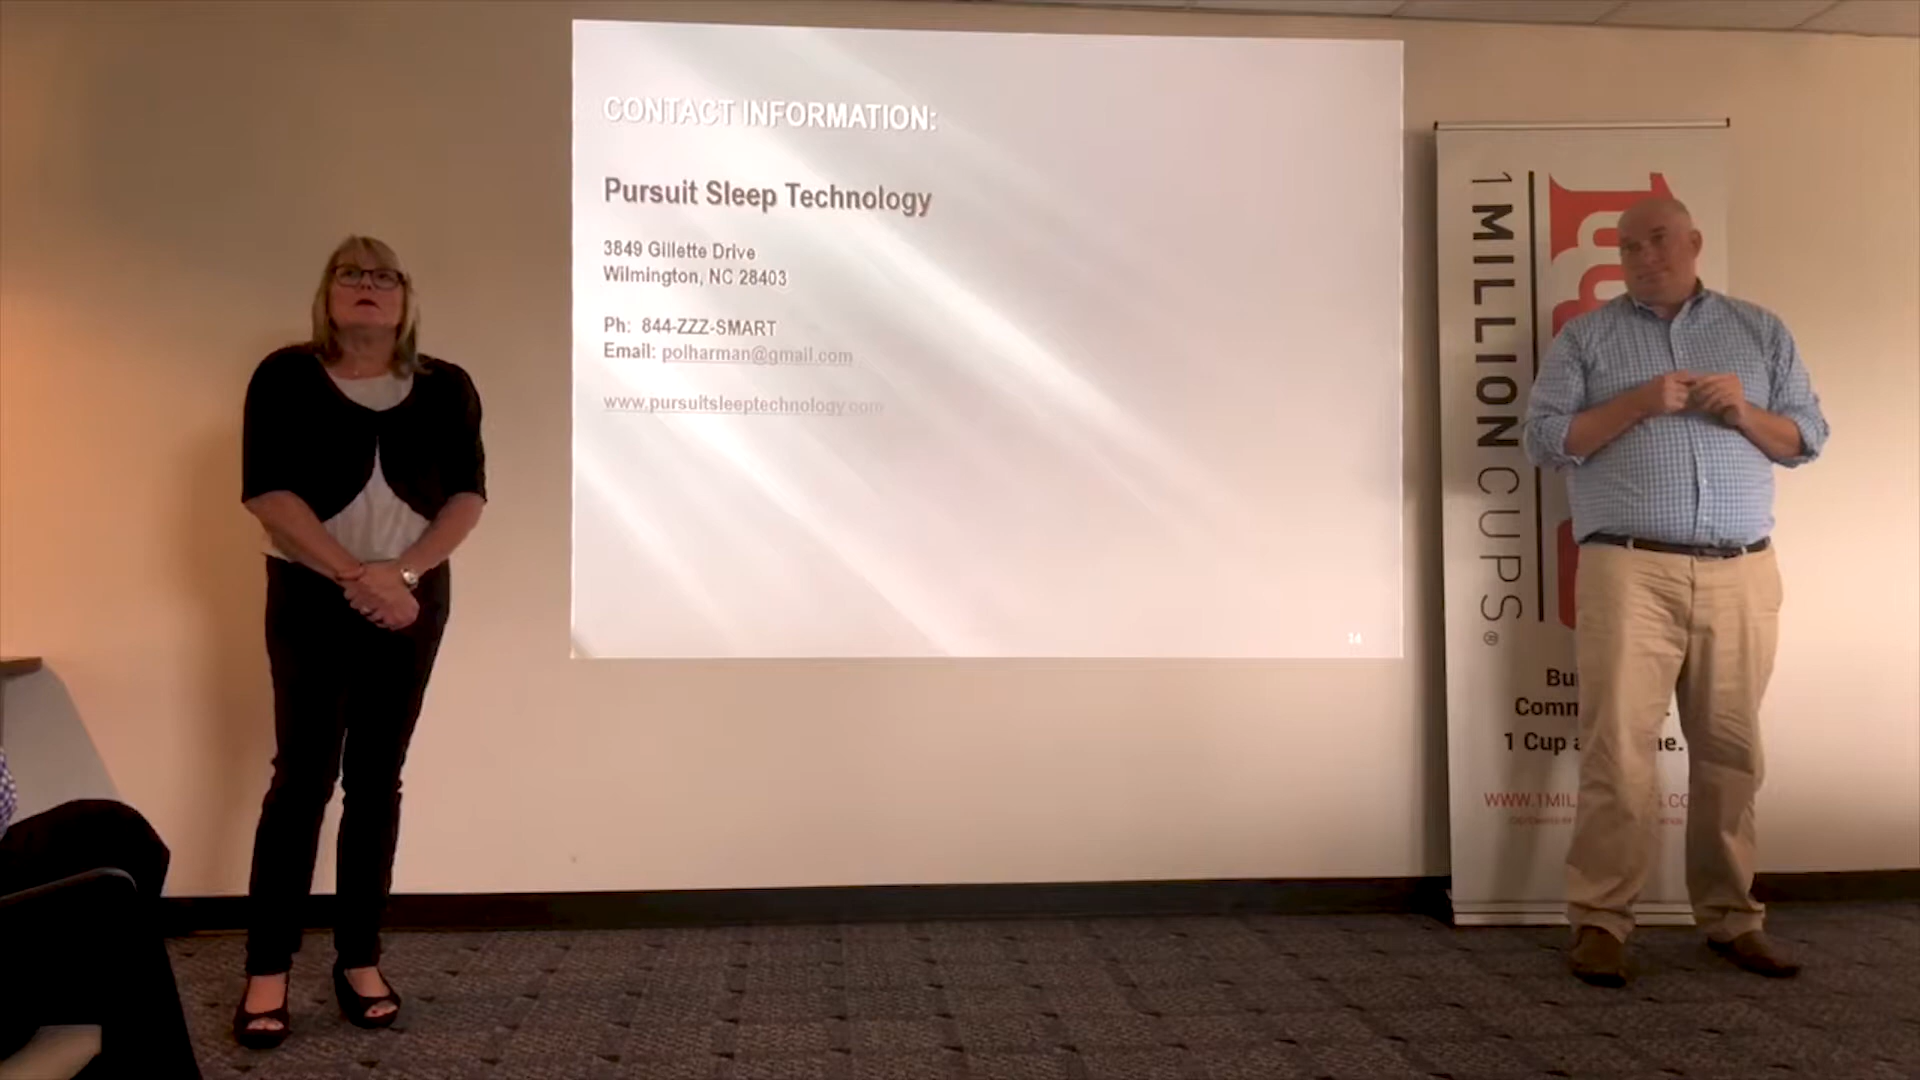 CONTACT INFORMATION:
Pursuit Sleep Technology
3849 Gillette Drive
Wilmington, NC 28403
Ph: 844-ZZZ-SMART
Email: polharman@gmail.com
www.pursuitsleeptechnology.com
14
1 MILLION CUPS®
Bu
Comm
1 Cup a me.
WWW.1MIL S.CO